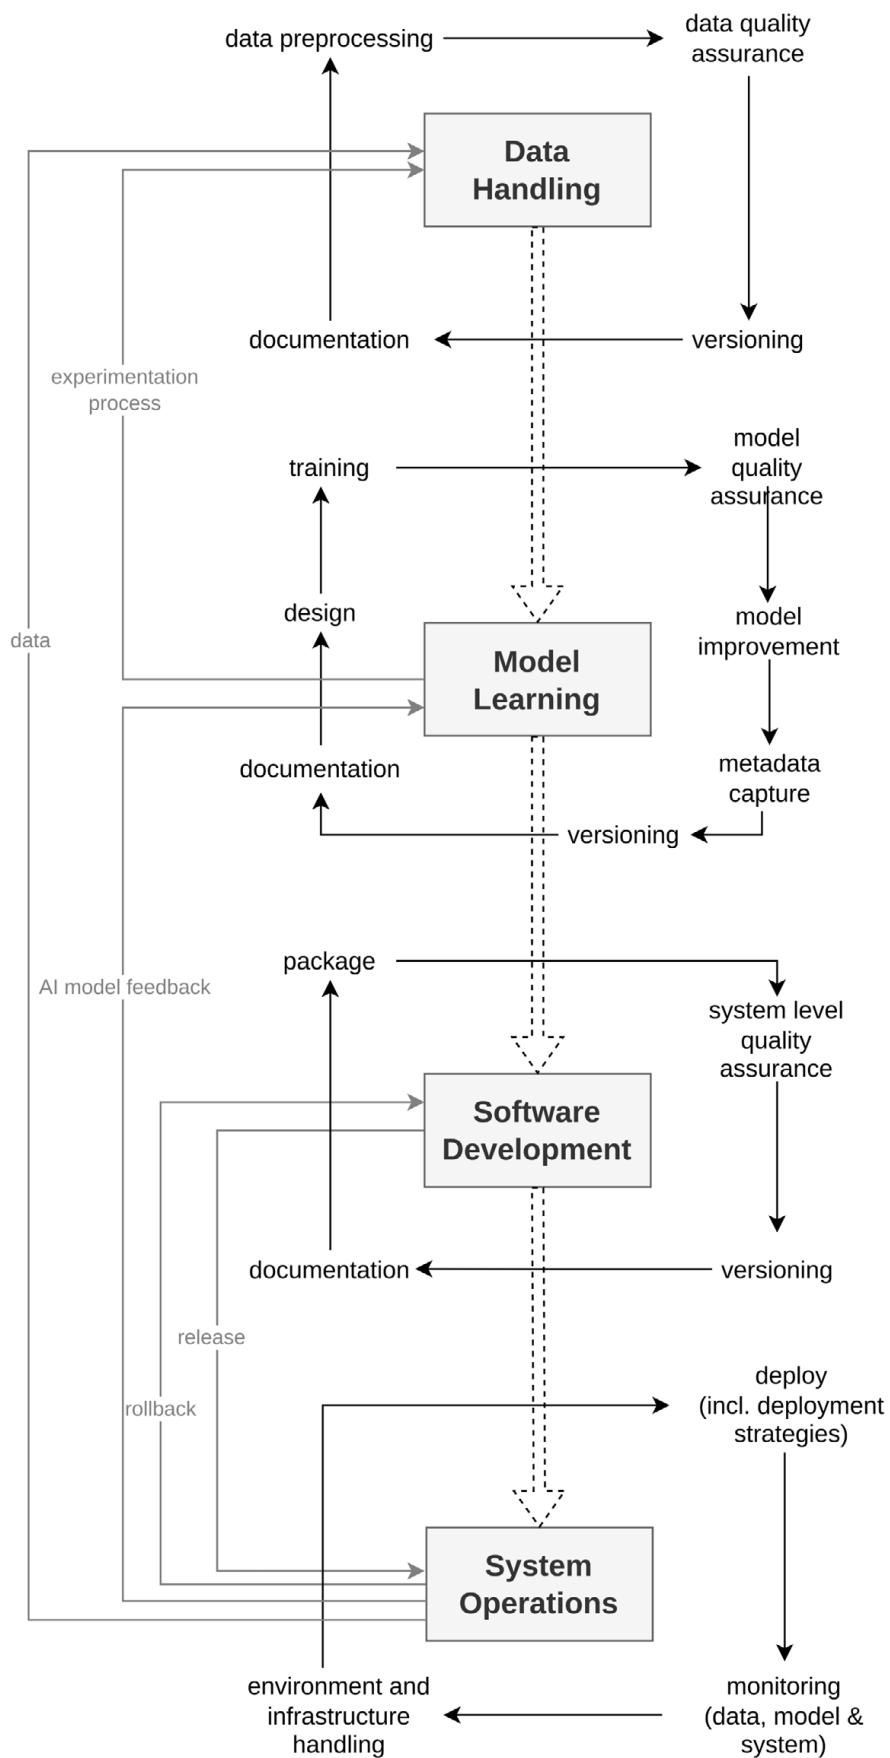 data preprocessing
data quality
assurance
Data
Handling
documentation
versioning
experimentation
process
training
model
quality
assurance
design
data
model
improvement
Model
Learning
documentation
metadata
capture
versioning
package
AI model feedback
system level
quality
assurance
Software
Development
documentation
versioning
release
rollback
deploy
(incl. deployment
strategies)
System
Operations
environment and
infrastructure
handling
monitoring
(data, model &
system)